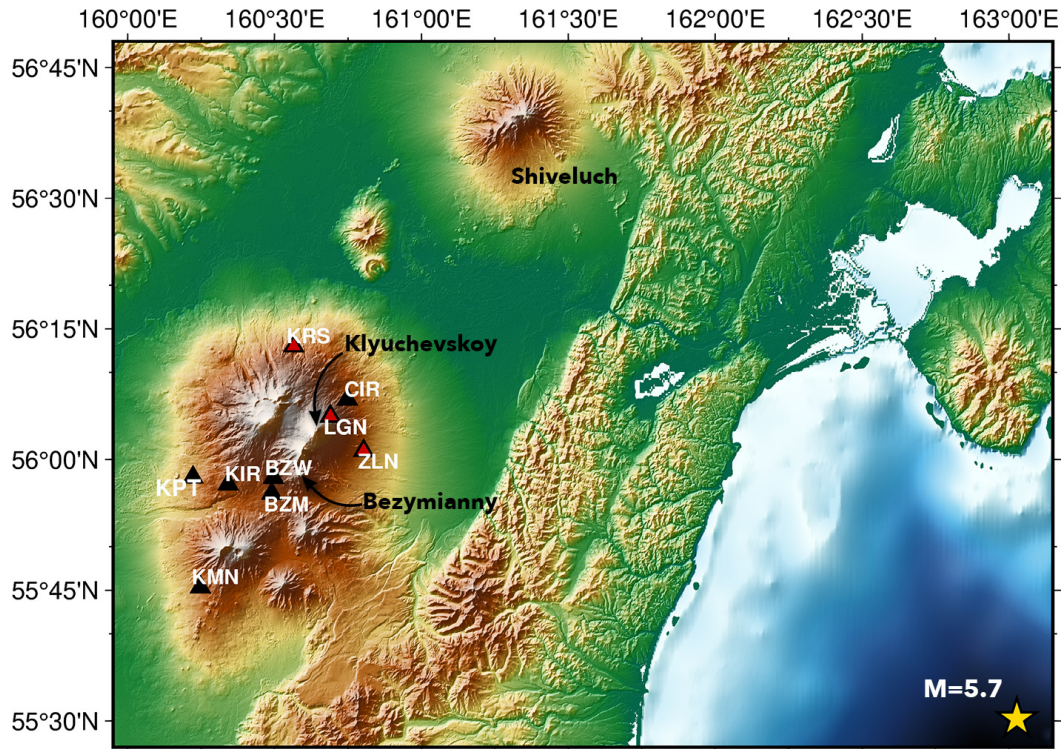 160°00'E 160°30'E 161°00'E 161°30'E 162°00'E 162°30'E 163°00'E
56°45'N
Shiveluch
56°30'N
56°15'N
KRS
Klyuchevskoy
CIR
LGN
56°00'N
ZLN
KPT KIR BZW
BZM
Bezymianny
55°45'N
KMN
M=5.7
55°30'N